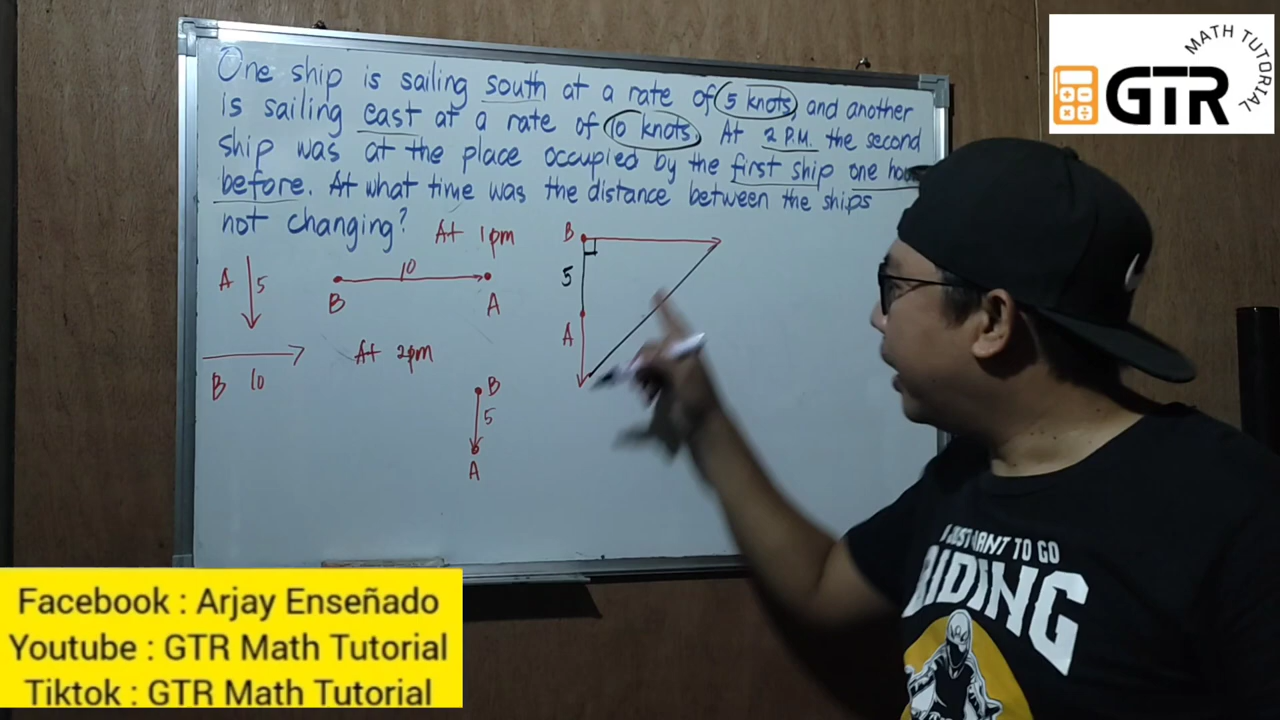 One ship is sailing south at a rate of 5 knots, and another
is sailing east at a rate of 10 knots. At 2 P.M. the second
ship was at the place occupied by the first ship one hour
before. At what time was the distance between the ships
not changing?
At 1pm
A 5
10
B A
B 10
At 2pm
B
5
A
B
5
A
MATH TUTORIAL
GTR
I JUST WANT TO GO
RIDING
Facebook : Arjay Enseñado
Youtube : GTR Math Tutorial
Tiktok : GTR Math Tutorial